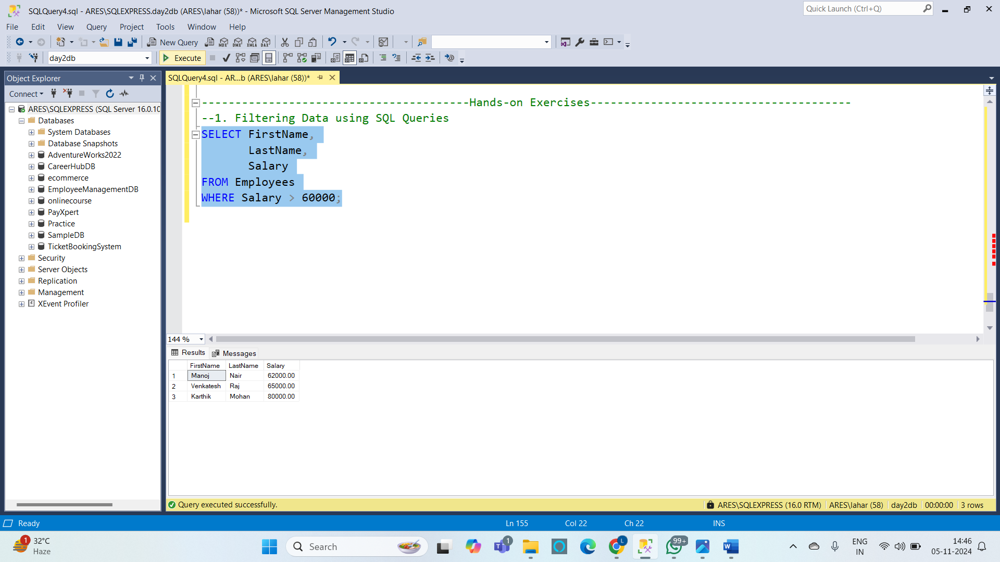 SQLQuery4.sql - ARES\SQLEXPRESS.day2db (ARES\lahar (58))* - Microsoft SQL Server Management Studio
Quick Launch (Ctrl+Q)
File Edit View Query Project Tools Window Help
New Query MDX DMX XMLA DAX
day2db Execute
Object Explorer
Connect
ARES\SQLEXPRESS (SQL Server 16.0.10
Databases
System Databases
Database Snapshots
AdventureWorks2022
CareerHubDB
ecommerce
EmployeeManagementDB
onlinecourse
PayXpert
Practice
SampleDB
TicketBookingSystem
Security
Server Objects
Replication
Management
XEvent Profiler
SQLQuery4.sql - AR...b (ARES\lahar (58))*
----------------------------------------Hands-on Exercises---------------------------------------
--1. Filtering Data using SQL Queries
SELECT FirstName,
LastName,
Salary
FROM Employees
WHERE Salary > 60000;
144 %
Results Messages
FirstName LastName Salary
1 Manoj Nair 62000.00
2 Venkatesh Raj 65000.00
3 Karthik Mohan 80000.00
Query executed successfully. ARES\SQLEXPRESS (16.0 RTM) ARES\lahar (58) day2db 00:00:00 3 rows
Ready Ln 155 Col 22 Ch 22 INS
1 32°C
Haze
Search
1
L
99+
ENG
IN
14:46
05-11-2024